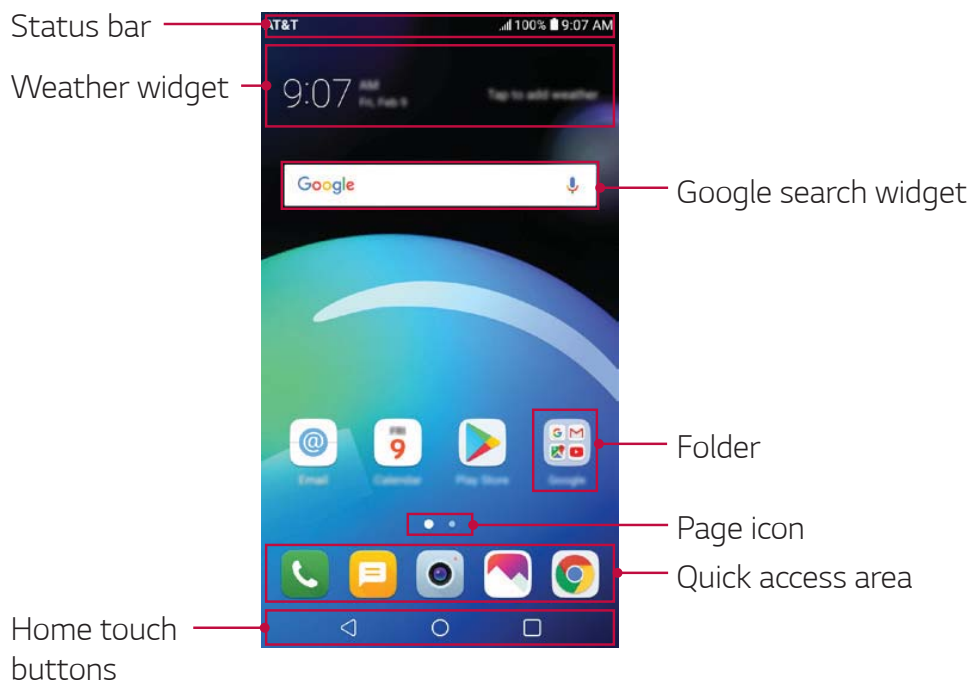 Status bar
AT&T
100% 9:07 AM
Weather widget
9:07
AM
Fri, Feb 9
Tap to add weather
Google
Google search widget
@
FRI
9
G
Email
Calendar
Play Store
Google
Folder
Page icon
Quick access area
Home touch
buttons